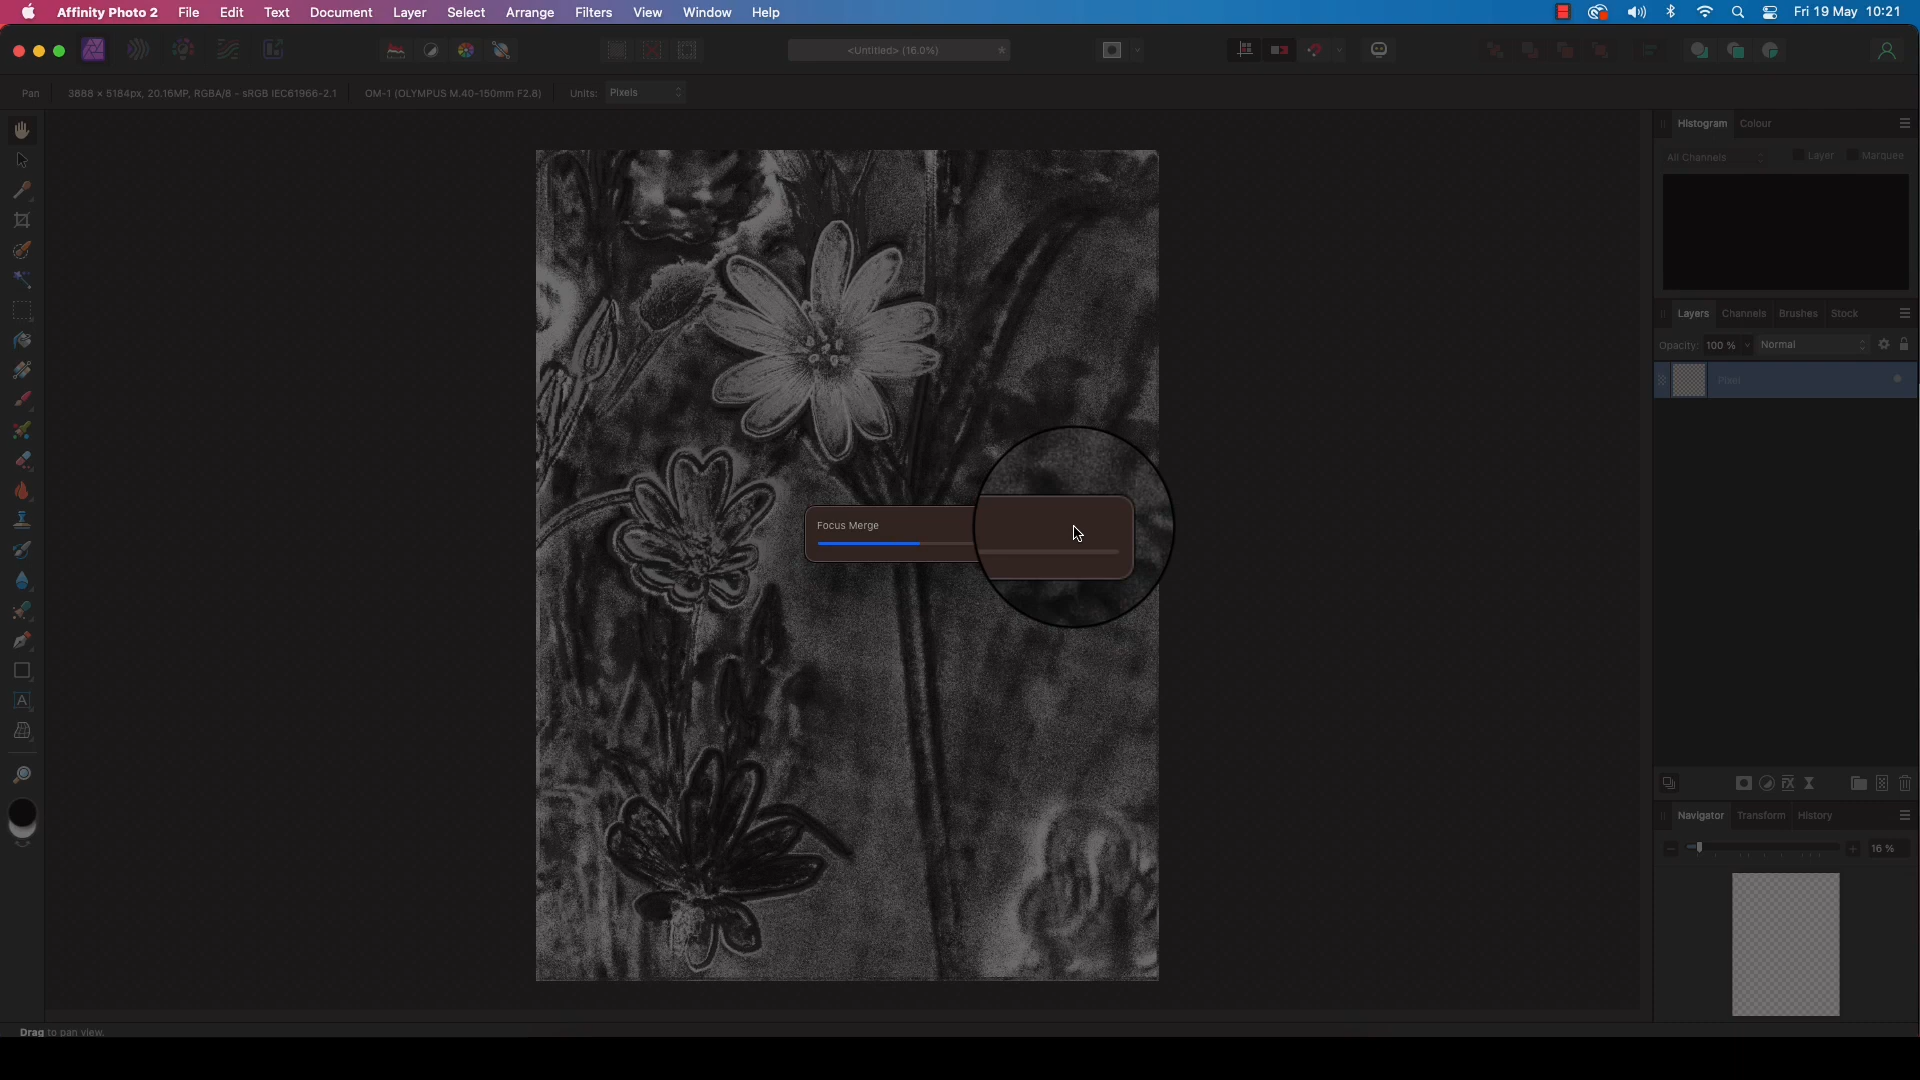 Affinity Photo 2 File Edit Text Document Layer Select Arrange Filters View Window Help Fri 19 May 10:21
<Untitled> (16.0%) *
Pan 3888 × 5184px, 20.16MP, RGBA/8 - sRGB IEC61966-2.1 OM-1 (OLYMPUS M.40-150mm F2.8) Units: Pixels
Histogram Colour
All Channels Layer Marquee
Layers Channels Brushes Stock
Opacity: 100 % Normal
Pixel
Focus Merge
FX
A
Navigator Transform History
16 %
Drag to pan view.